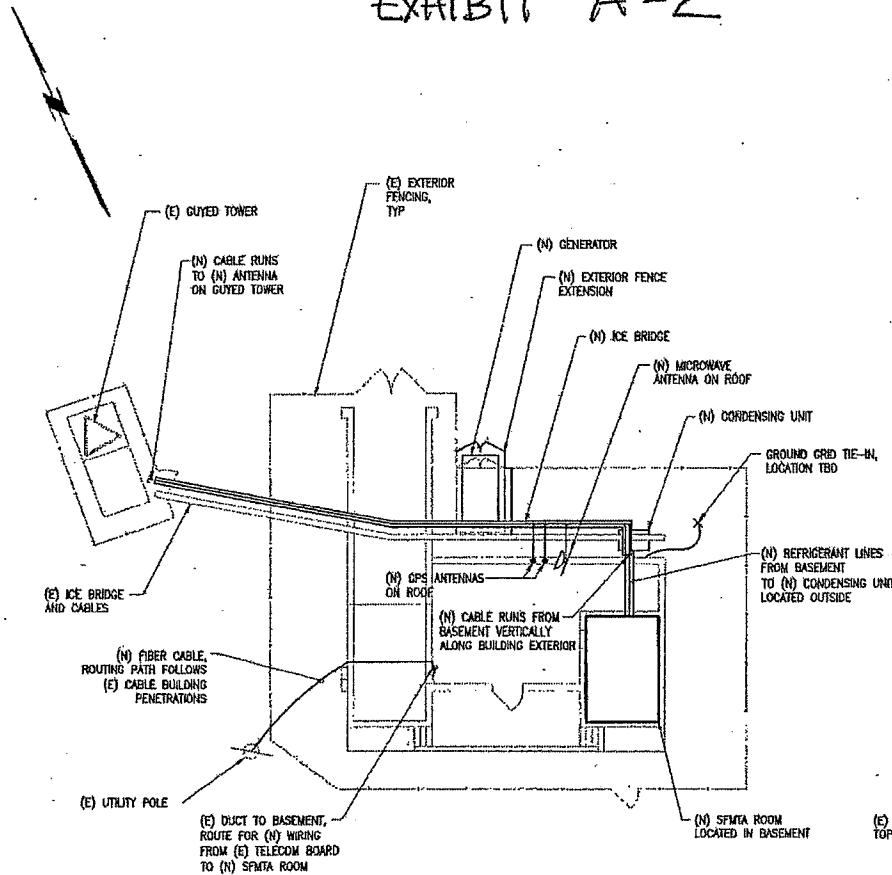 EXHIBIT A-2
(E) EXTERIOR
FENCING,
TYP
(E) GUYED TOWER
(N) CABLE RUNS
TO (N) ANTENNA
ON GUYED TOWER
(N) GENERATOR
(N) EXTERIOR FENCE
EXTENSION
(N) ICE BRIDGE
(N) MICROWAVE
ANTENNA ON ROOF
(N) CONDENSING UNIT
GROUND GRID TIE-IN,
LOCATION TBD
(N) REFRIGERANT LINES
FROM BASEMENT
TO (N) CONDENSING UNI
LOCATED OUTSIDE
(N) GPS ANTENNAS
ON ROOF
(E) ICE BRIDGE
AND CABLES
(N) CABLE RUNS FROM
BASEMENT VERTICALLY
ALONG BUILDING EXTERIOR
(N) FIBER CABLE,
ROUTING PATH FOLLOWS
(E) CABLE BUILDING
PENETRATIONS
(E) UTILITY POLE
(E) DUCT TO BASEMENT,
ROUTE FOR (N) WIRING
FROM (E) TELECOM BOARD
TO (N) SFMTA ROOM
(N) SFMTA ROOM
LOCATED IN BASEMENT
(E)
TOP